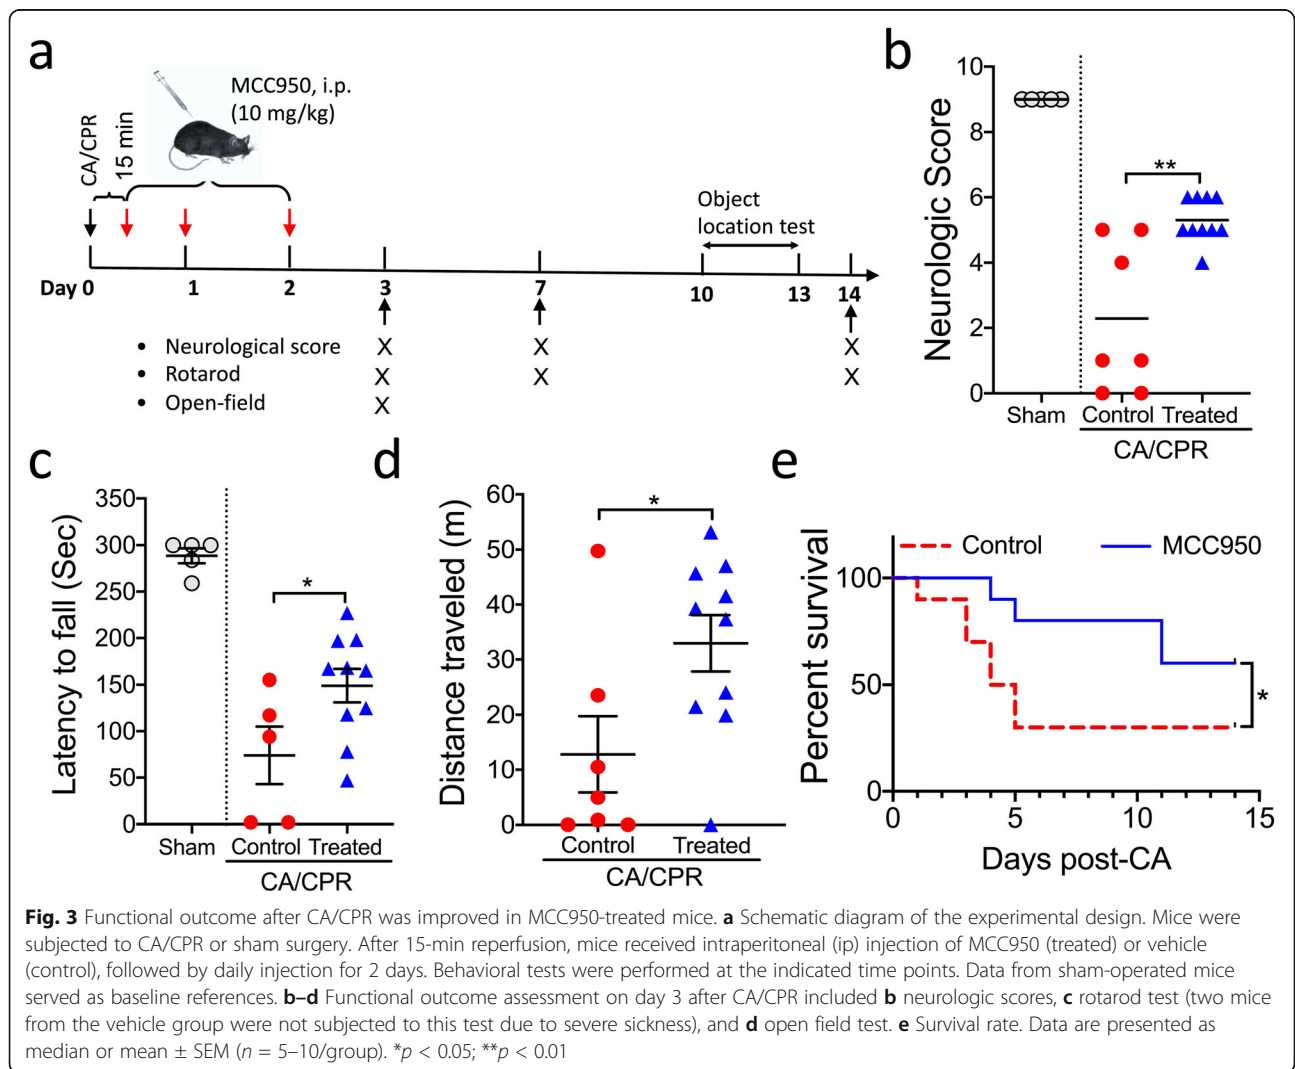 a
CA/CPR
15 min
MCC950, i.p.
(10 mg/kg)
Object
location test
Day 0
1
2
3
7
10
13
14
• Neurological score X X X
• Rotarod X X X
• Open-field X
b
Neurologic Score
10
8
6
4
2
0
**
Sham
Control
Treated
CA/CPR
c
Latency to fall (Sec)
350
300
250
200
150
100
50
0
*
Sham
Control
Treated
CA/CPR
d
Distance traveled (m)
60
50
40
30
20
10
0
*
Control
Treated
CA/CPR
e
Percent survival
Control
MCC950
100
50
0
*
0
5
10
15
Days post-CA
Fig. 3 Functional outcome after CA/CPR was improved in MCC950-treated mice. a Schematic diagram of the experimental design. Mice were
subjected to CA/CPR or sham surgery. After 15-min reperfusion, mice received intraperitoneal (ip) injection of MCC950 (treated) or vehicle
(control), followed by daily injection for 2 days. Behavioral tests were performed at the indicated time points. Data from sham-operated mice
served as baseline references. b–d Functional outcome assessment on day 3 after CA/CPR included b neurologic scores, c rotarod test (two mice
from the vehicle group were not subjected to this test due to severe sickness), and d open field test. e Survival rate. Data are presented as
median or mean ± SEM (n = 5–10/group). *p < 0.05; **p < 0.01